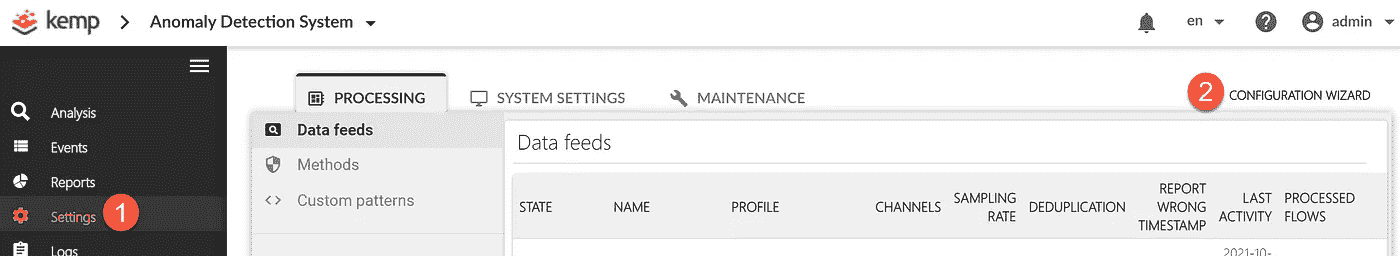 kemp
Anomaly Detection System
en
admin
Analysis
Events
Reports
Settings
1
Logs
PROCESSING
SYSTEM SETTINGS
MAINTENANCE
2
CONFIGURATION WIZARD
Data feeds
Methods
Custom patterns
Data feeds
STATE
NAME
PROFILE
CHANNELS
SAMPLING
RATE
DEDUPLICATION
REPORT
WRONG
TIMESTAMP
LAST
ACTIVITY
PROCESSED
FLOWS
2021-10-